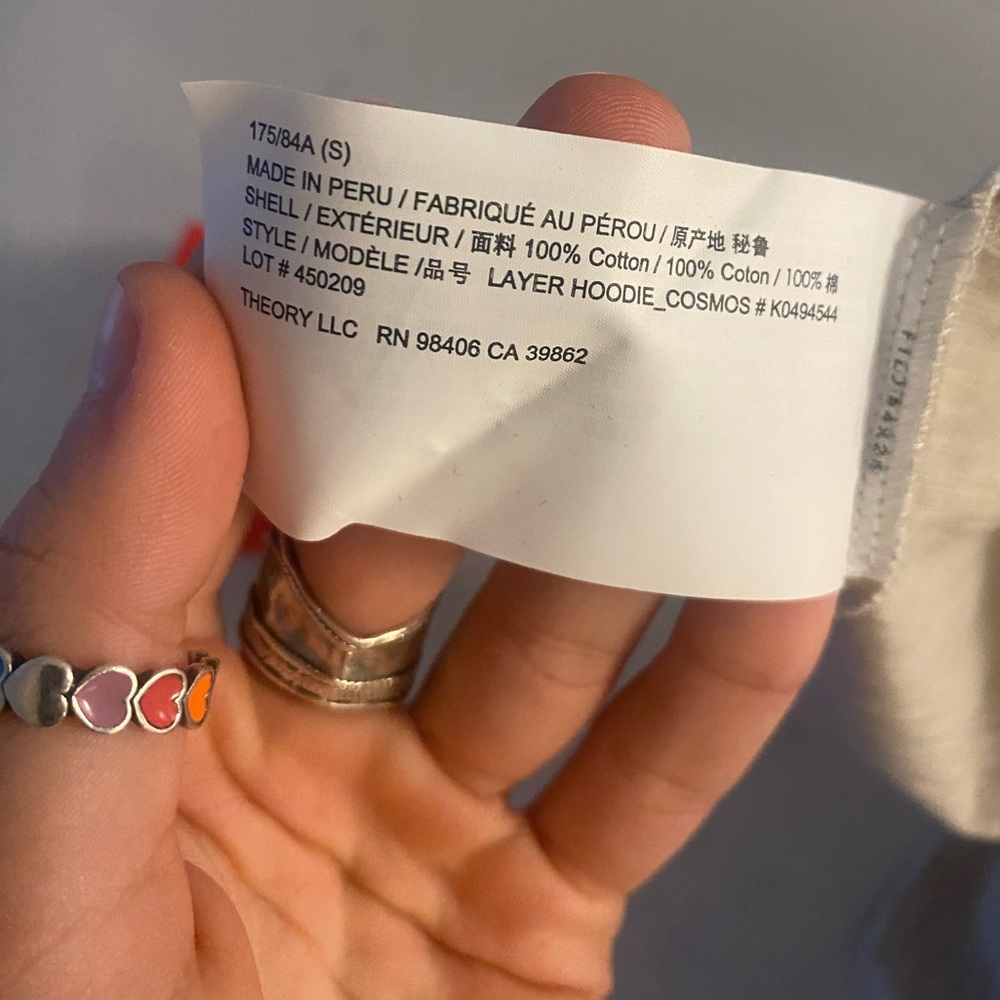 175/84A (S)
MADE IN PERU / FABRIQUÉ AU PÉROU / 原产地 秘鲁
SHELL / EXTÉRIEUR / 面料 100% Cotton / 100% Coton / 100% 棉
STYLE / MODÈLE /品号 LAYER HOODIE_COSMOS # K0494544
LOT # 450209
THEORY LLC RN 98406 CA 39862